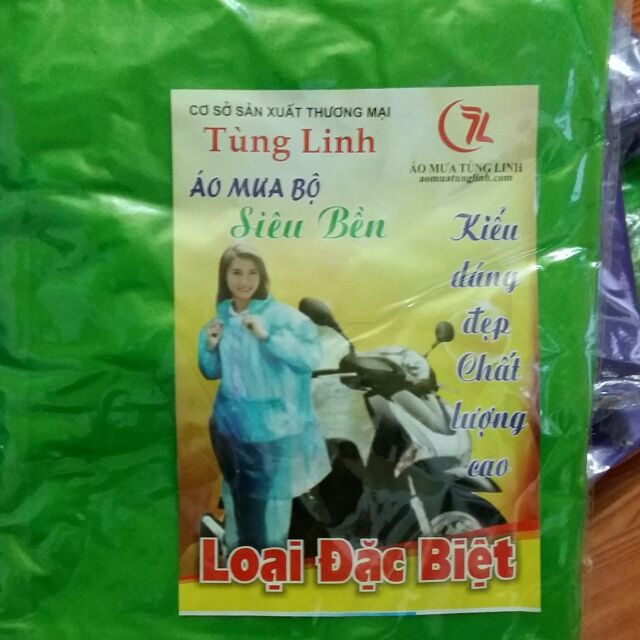 CƠ SỞ SẢN XUẤT THƯƠNG MẠI
Tùng Linh
TL
ÁO MƯA TÙNG LINH
aomuatunglinh.com
ÁO MƯA BỘ
Siêu Bền
Kiểu
dáng
đẹp
Chất
lượng
cao
Loại Đặc Biệt